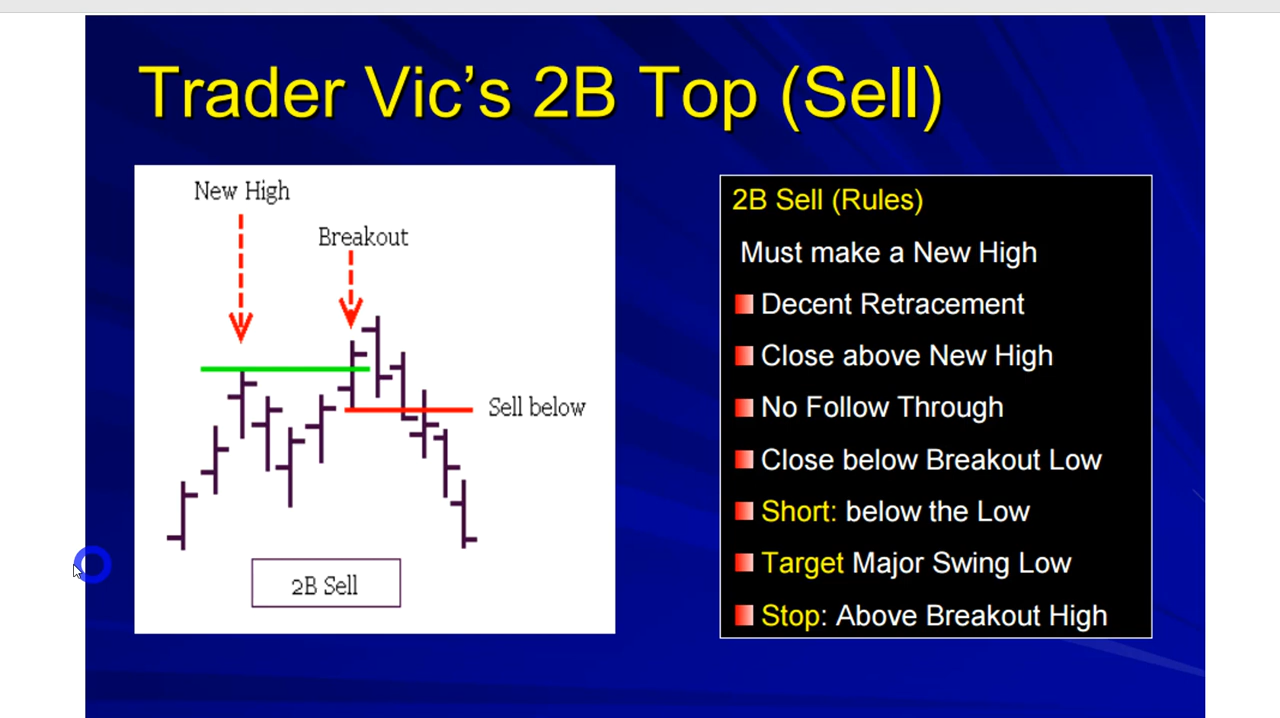 Trader Vic's 2B Top (Sell)
New High
Breakout
Sell below
2B Sell
2B Sell (Rules)
Must make a New High
Decent Retracement
Close above New High
No Follow Through
Close below Breakout Low
Short: below the Low
Target Major Swing Low
Stop: Above Breakout High